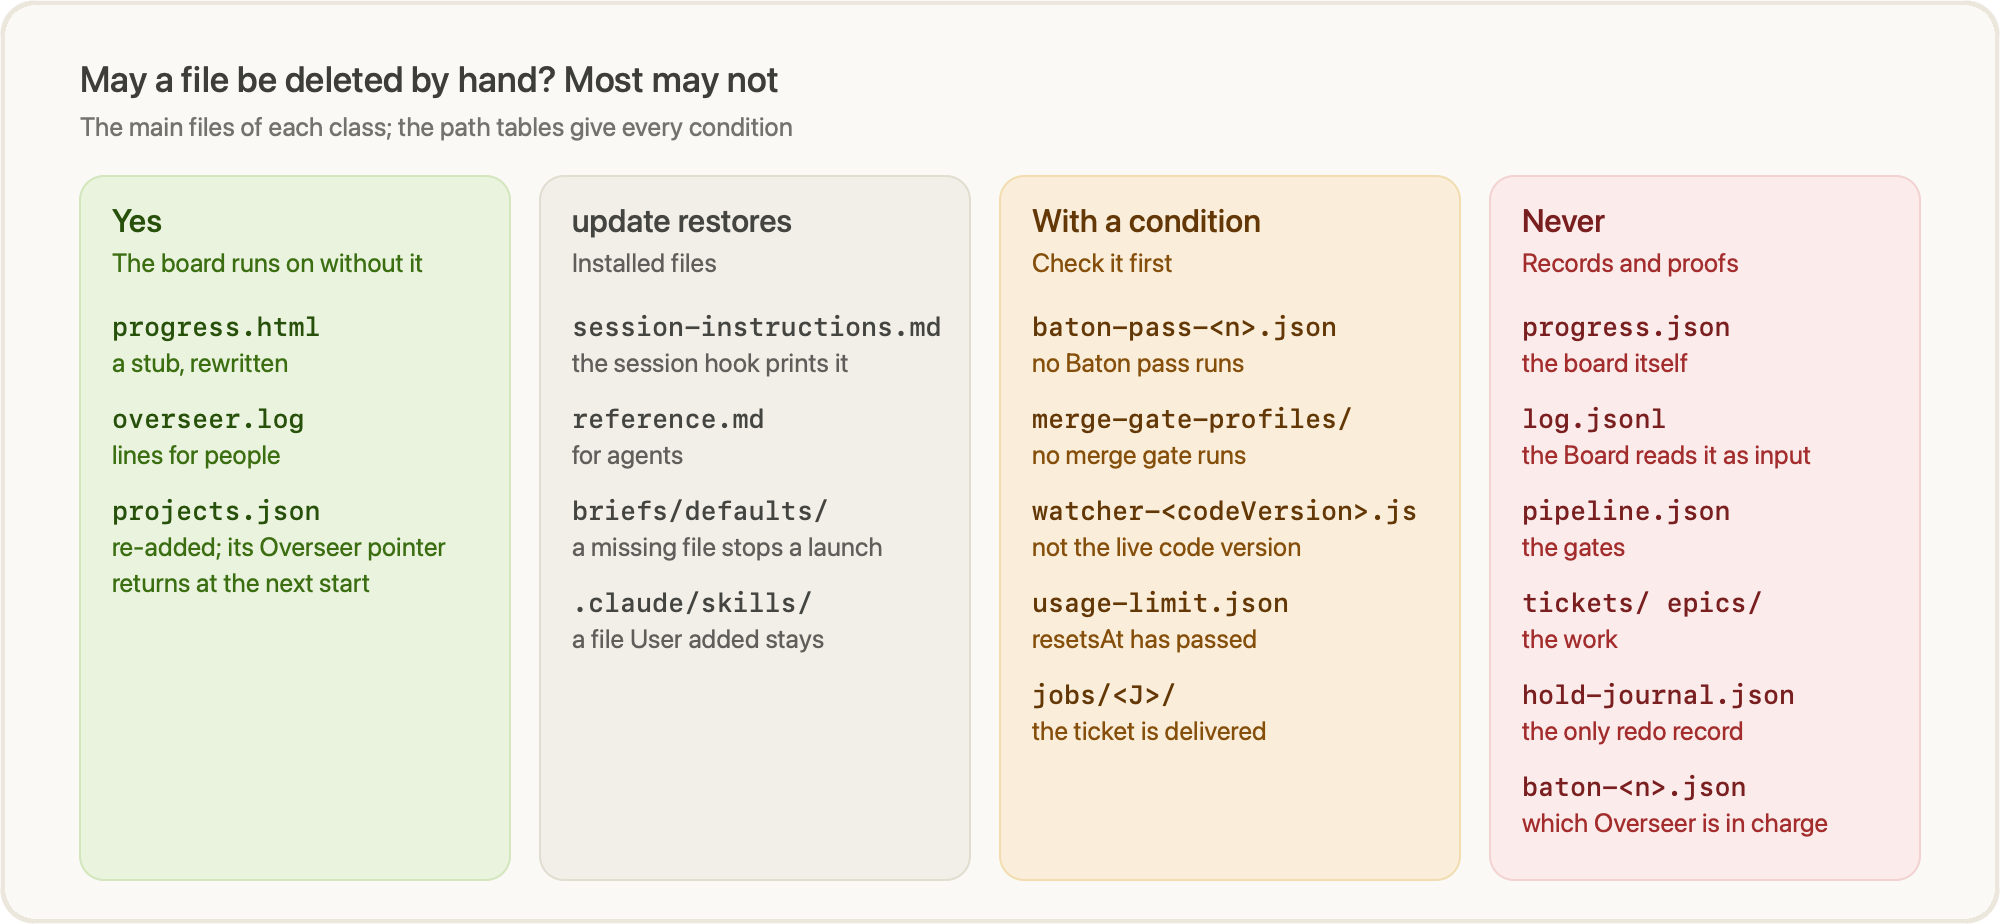 May a file be deleted by hand? Most may not
The main files of each class; the path tables give every condition
Yes
The board runs on without it
progress.html
a stub, rewritten
overseer.log
lines for people
projects.json
re-added; its Overseer pointer
returns at the next start
update restores
Installed files
session-instructions.md
the session hook prints it
reference.md
for agents
briefs/defaults/
a missing file stops a launch
.claude/skills/
a file User added stays
With a condition
Check it first
baton-pass-<n>.json
no Baton pass runs
merge-gate-profiles/
no merge gate runs
watcher-<codeVersion>.js
not the live code version
usage-limit.json
resetsAt has passed
jobs/<J>/
the ticket is delivered
Never
Records and proofs
progress.json
the board itself
log.jsonl
the Board reads it as input
pipeline.json
the gates
tickets/ epics/
the work
hold-journal.json
the only redo record
baton-<n>.json
which Overseer is in charge